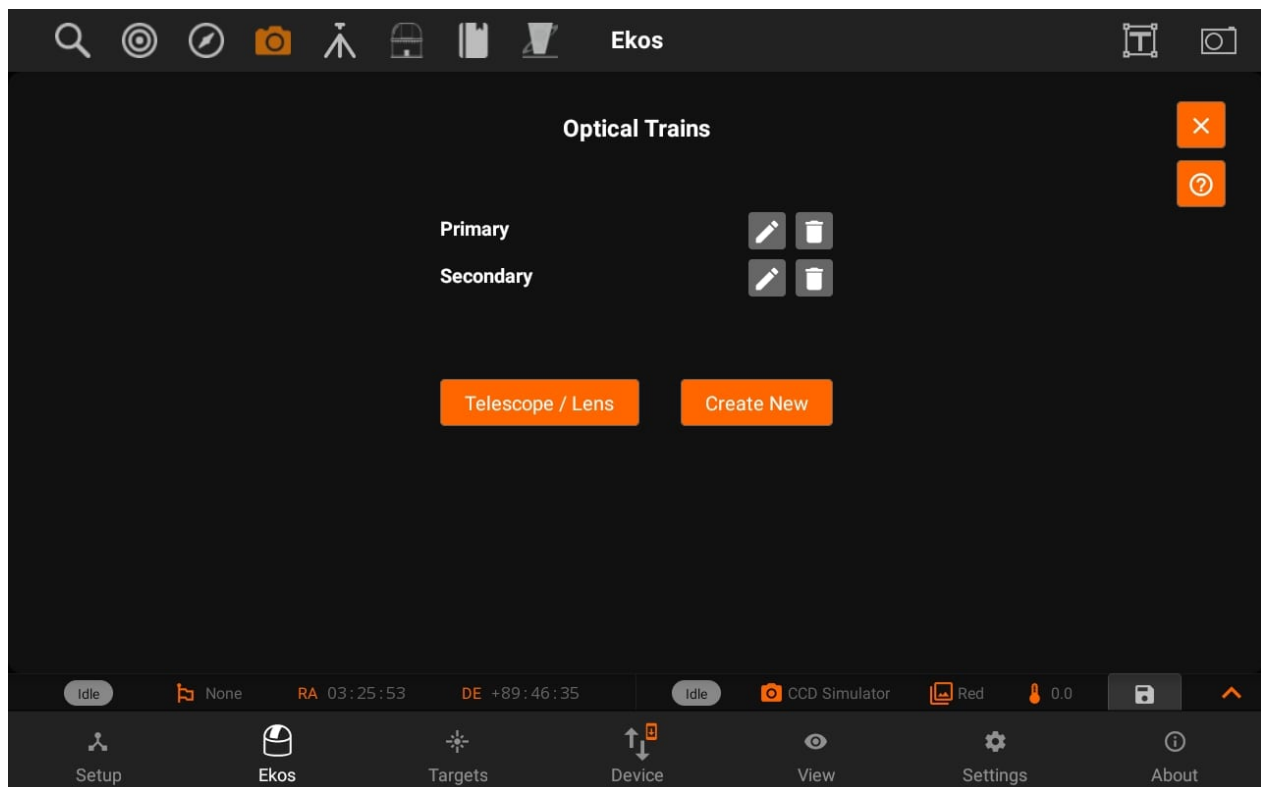 Ekos
Optical Trains
Primary
Secondary
Telescope / Lens
Create New
Idle None RA 03:25:53 DE +89:46:35 Idle CCD Simulator Red 0.0
Setup Ekos Targets Device View Settings About